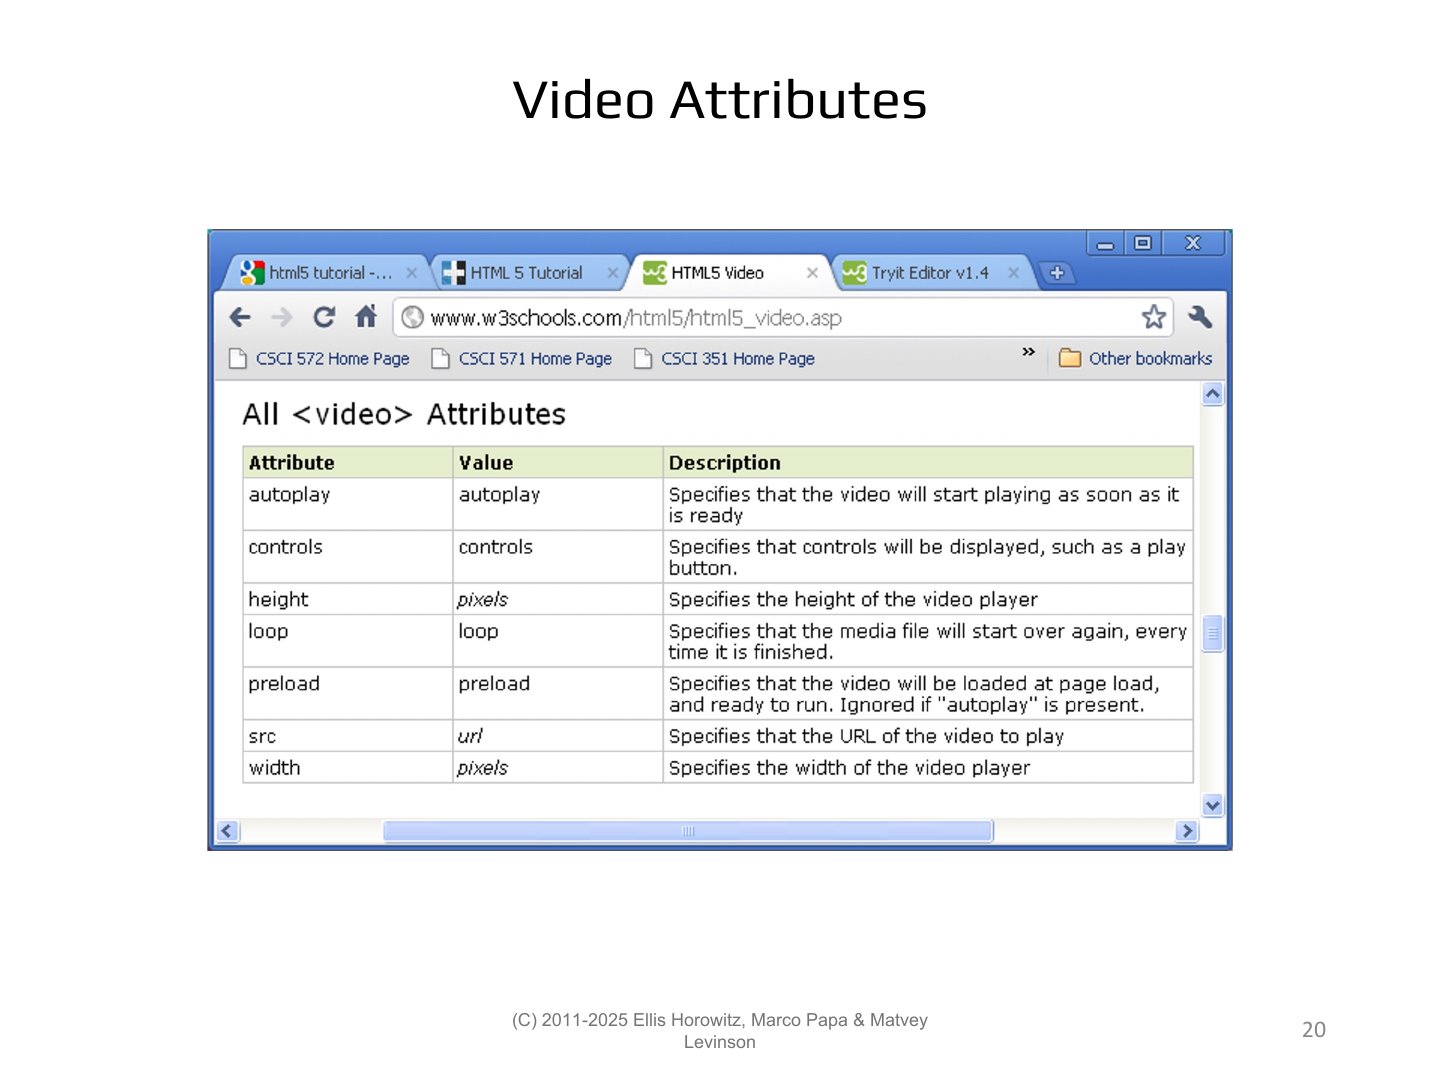 Video Attributes
html5 tutorial -...
HTML 5 Tutorial
HTML5 Video
Tryit Editor v1.4
www.w3schools.com/html5/html5_video.asp
CSCI 572 Home Page
CSCI 571 Home Page
CSCI 351 Home Page
»
Other bookmarks
All <video> Attributes
Attribute Value Description
autoplay autoplay Specifies that the video will start playing as soon as it
is ready
controls controls Specifies that controls will be displayed, such as a play
button.
height pixels Specifies the height of the video player
loop loop Specifies that the media file will start over again, every
time it is finished.
preload preload Specifies that the video will be loaded at page load,
and ready to run. Ignored if "autoplay" is present.
src url Specifies that the URL of the video to play
width pixels Specifies the width of the video player
(C) 2011-2025 Ellis Horowitz, Marco Papa & Matvey
Levinson
20